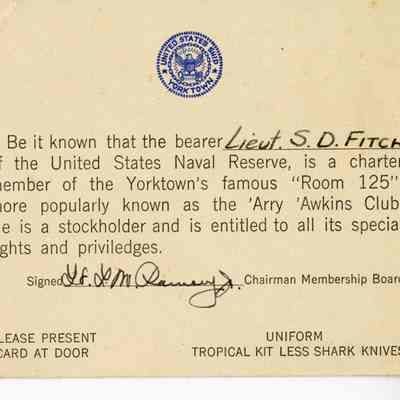 UNITED STATES SHIP
YORKTOWN
Be it known that the bearer Lieut. S. D. FITCH
f the United States Naval Reserve, is a charter
member of the Yorktown's famous "Room 125"
nore popularly known as the 'Arry 'Awkins Club
e is a stockholder and is entitled to all its special
ghts and priviledges.
Signed Chairman Membership Board
LEASE PRESENT
CARD AT DOOR
UNIFORM
TROPICAL KIT LESS SHARK KNIVES